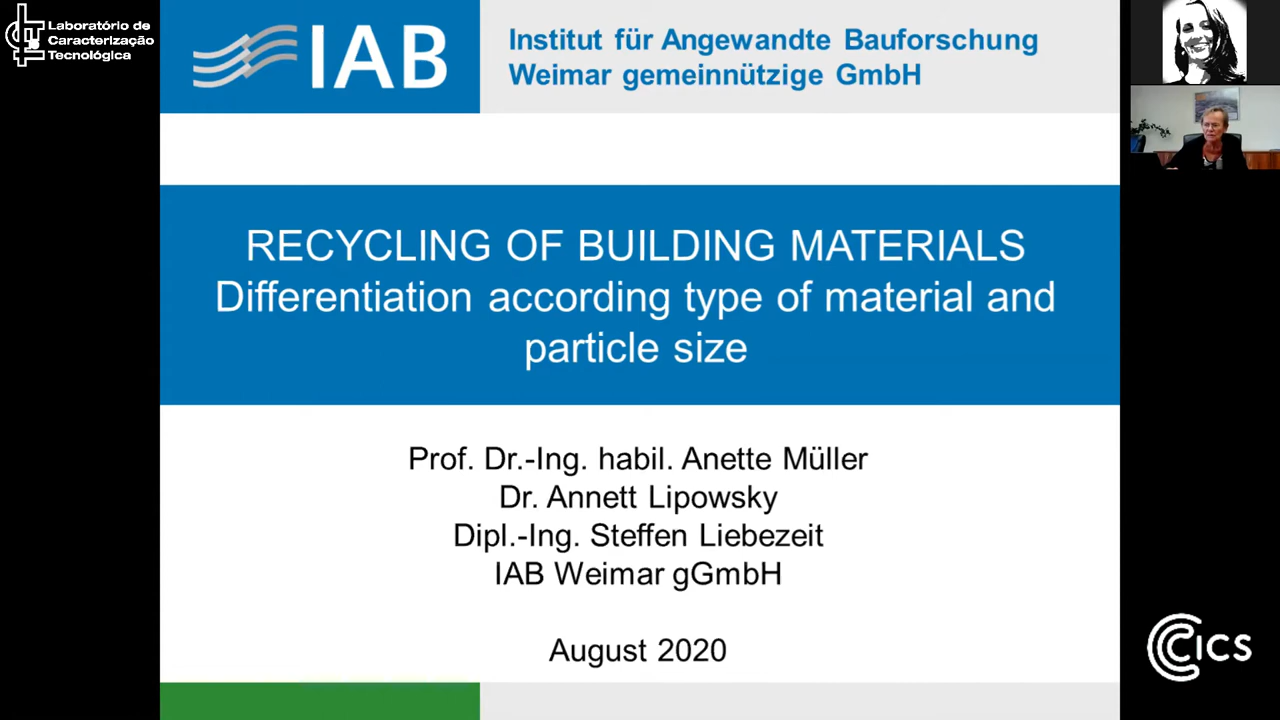 Laboratório de
Caracterização
Tecnológica
IAB
Institut für Angewandte Bauforschung
Weimar gemeinnützige GmbH
RECYCLING OF BUILDING MATERIALS
Differentiation according type of material and
particle size
Prof. Dr.-Ing. habil. Anette Müller
Dr. Annett Lipowsky
Dipl.-Ing. Steffen Liebezeit
IAB Weimar gGmbH
August 2020
CICS